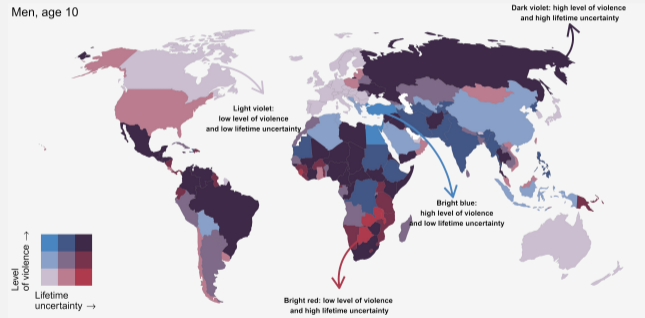 Men, age 10
Dark violet: high level of violence
and high lifetime uncertainty
Light violet:
low level of violence
and low lifetime uncertainty
Bright blue:
high level of violence
and low lifetime uncertainty
Level
of violence →
Lifetime
uncertainty →
Bright red: low level of violence
and high lifetime uncertainty